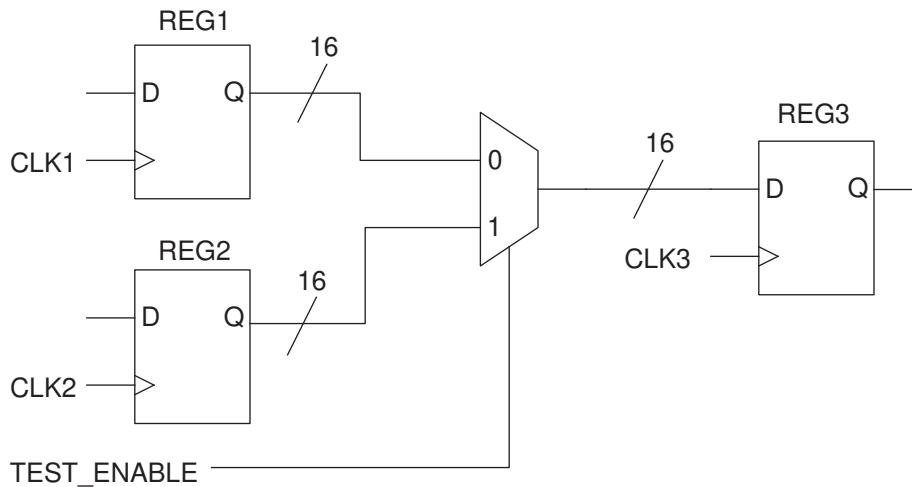 REG1
16
D Q
CLK1
REG2
16
D Q
CLK2
TEST_ENABLE
0
1
16
REG3
D Q
CLK3